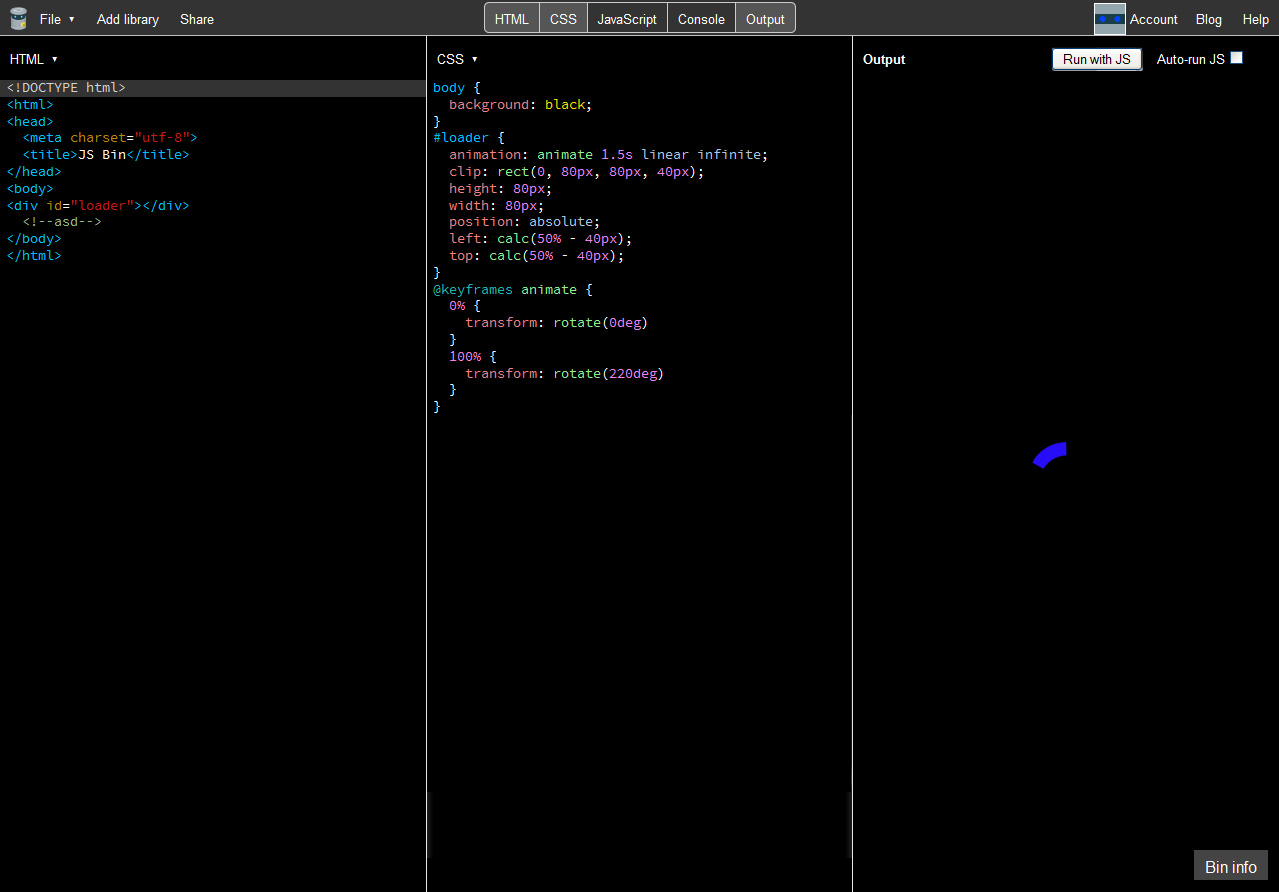 File ▼ Add library Share HTML CSS JavaScript Console Output Account Blog Help
HTML ▼
<!DOCTYPE html>
<html>
<head>
  <meta charset="utf-8">
  <title>JS Bin</title>
</head>
<body>
<div id="loader"></div>
  <!--asd-->
</body>
</html>
CSS ▼
body {
  background: black;
}
#loader {
  animation: animate 1.5s linear infinite;
  clip: rect(0, 80px, 80px, 40px);
  height: 80px;
  width: 80px;
  position: absolute;
  left: calc(50% - 40px);
  top: calc(50% - 40px);
}
@keyframes animate {
  0% {
    transform: rotate(0deg)
  }
  100% {
    transform: rotate(220deg)
  }
}
Output Run with JS Auto-run JS
Bin info